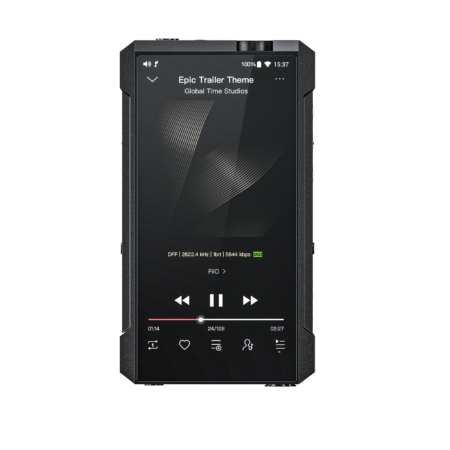 100% 15:37
Epic Trailer Theme
Global Time Studios
DFF | 2822.4 kHz | 1bit | 5644 kbps DSD
FiiO >
01:14 24/126 02:27